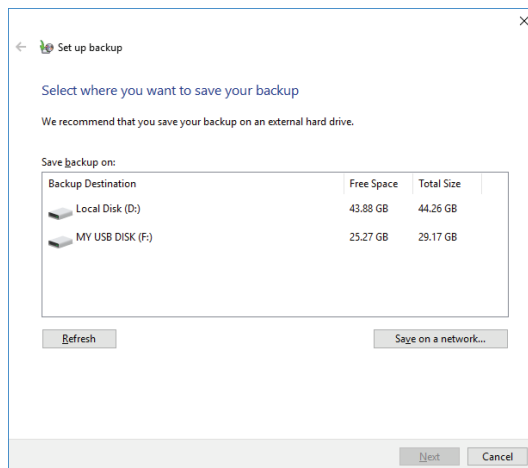 Set up backup
Select where you want to save your backup
We recommend that you save your backup on an external hard drive.
Save backup on:
Backup Destination Free Space Total Size
Local Disk (D:) 43.88 GB 44.26 GB
MY USB DISK (F:) 25.27 GB 29.17 GB
Refresh Save on a network...
Next Cancel